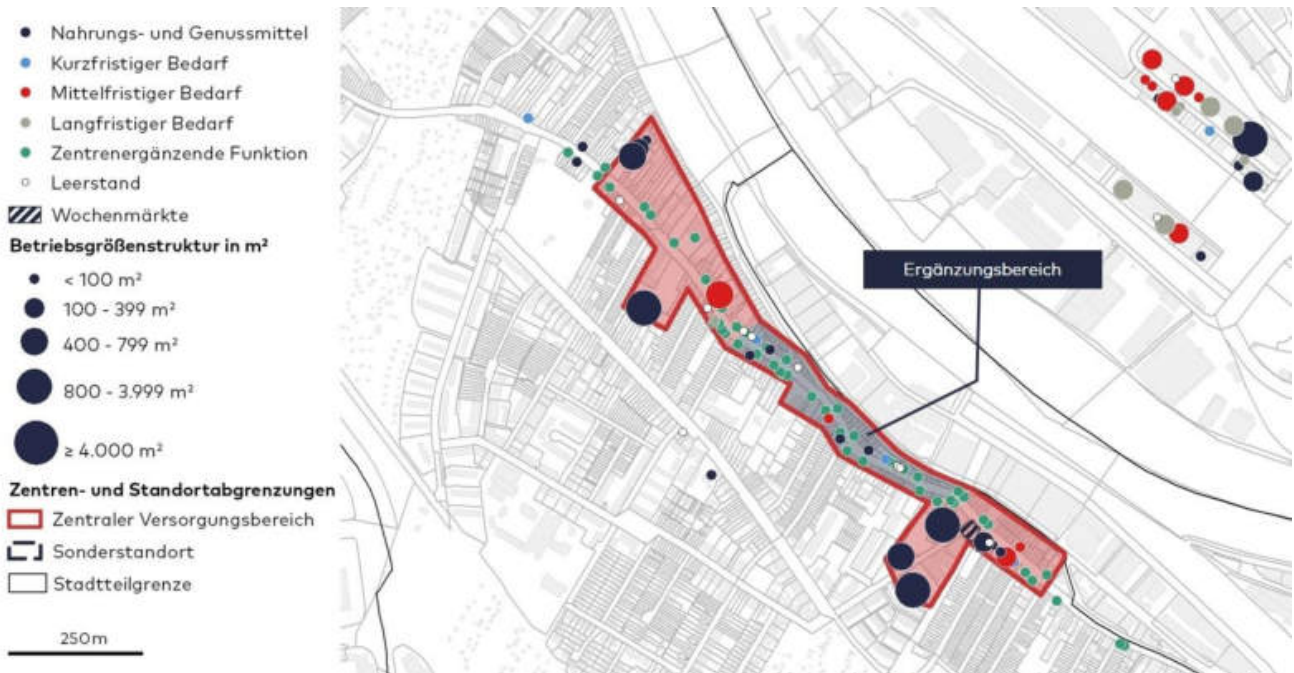 Nahrungs- und Genussmittel
Kurzfristiger Bedarf
Mittelfristiger Bedarf
Langfristiger Bedarf
Zentrenergänzende Funktion
Leerstand
Wochenmärkte
Betriebsgrößenstruktur in m²
< 100 m²
100 - 399 m²
400 - 799 m²
800 - 3.999 m²
≥ 4.000 m²
Zentren- und Standortabgrenzungen
Zentraler Versorgungsbereich
Sonderstandort
Stadtteilgrenze
250m
Ergänzungsbereich